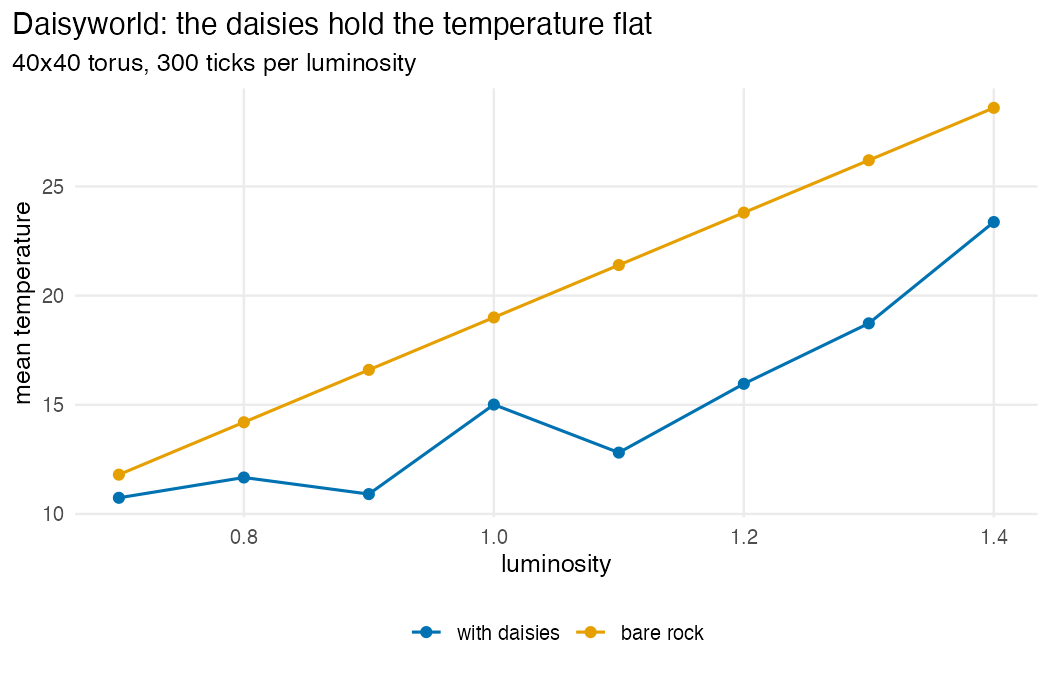 Daisyworld: the daisies hold the temperature flat
40x40 torus, 300 ticks per luminosity
mean temperature
25
20
15
10
0.8 1.0 1.2 1.4
luminosity
with daisies bare rock